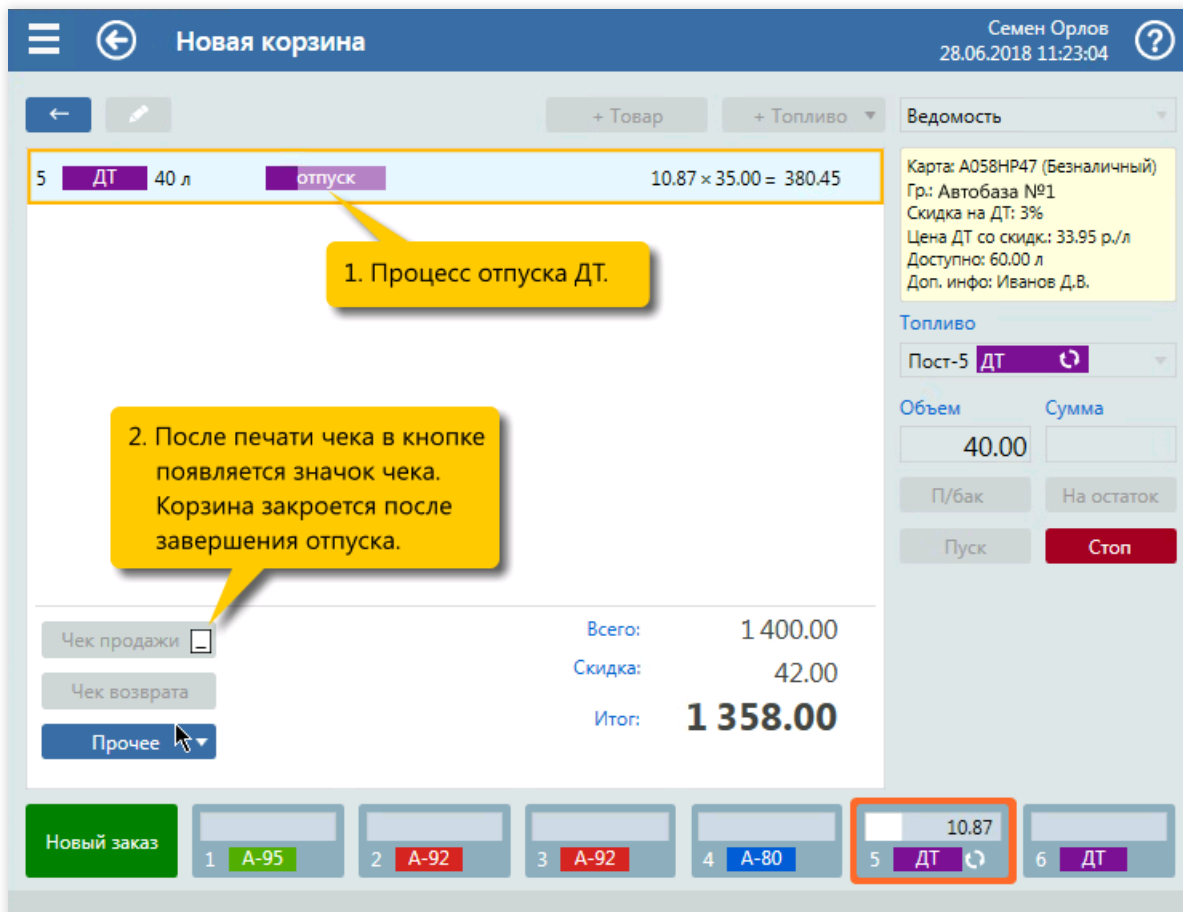 Новая корзина
Семен Орлов
28.06.2018 11:23:04
+ Товар
+ Топливо
Ведомость
5 ДТ 40 л отпуск 10.87 × 35.00 = 380.45
Карта: А058НР47 (Безналичный)
Гр.: Автобаза №1
Скидка на ДТ: 3%
Цена ДТ со скидк.: 33.95 р./л
Доступно: 60.00 л
Доп. инфо: Иванов Д.В.
1. Процесс отпуска ДТ.
Топливо
Пост-5 ДТ
Объем Сумма
40.00
П/бак На остаток
Пуск Стоп
2. После печати чека в кнопке
появляется значок чека.
Корзина закроется после
завершения отпуска.
Чек продажи
Чек возврата
Прочее
Всего: 1 400.00
Скидка: 42.00
Итог: 1 358.00
Новый заказ
1 А-95
2 А-92
3 А-92
4 А-80
10.87
5 ДТ
6 ДТ